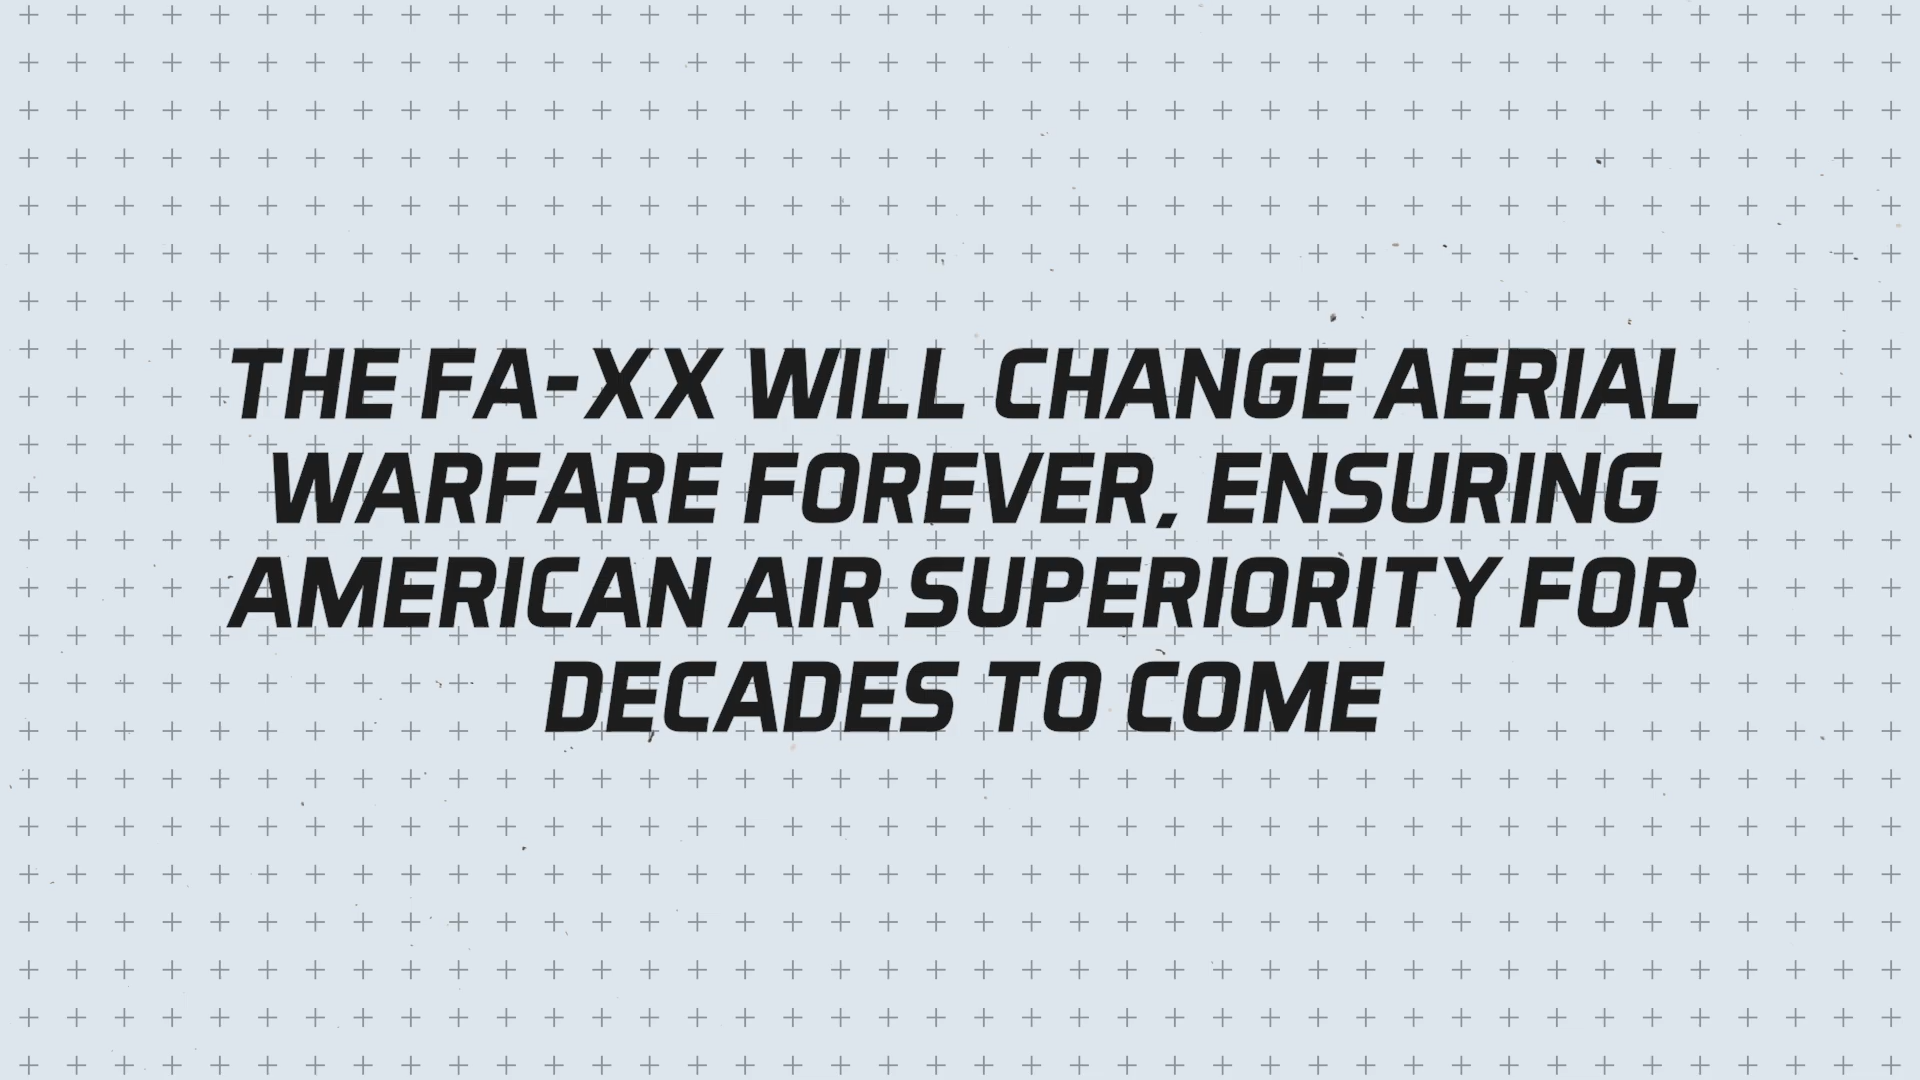 THE FA-XX WILL CHANGE AERIAL
WARFARE FOREVER, ENSURING
AMERICAN AIR SUPERIORITY FOR
DECADES TO COME